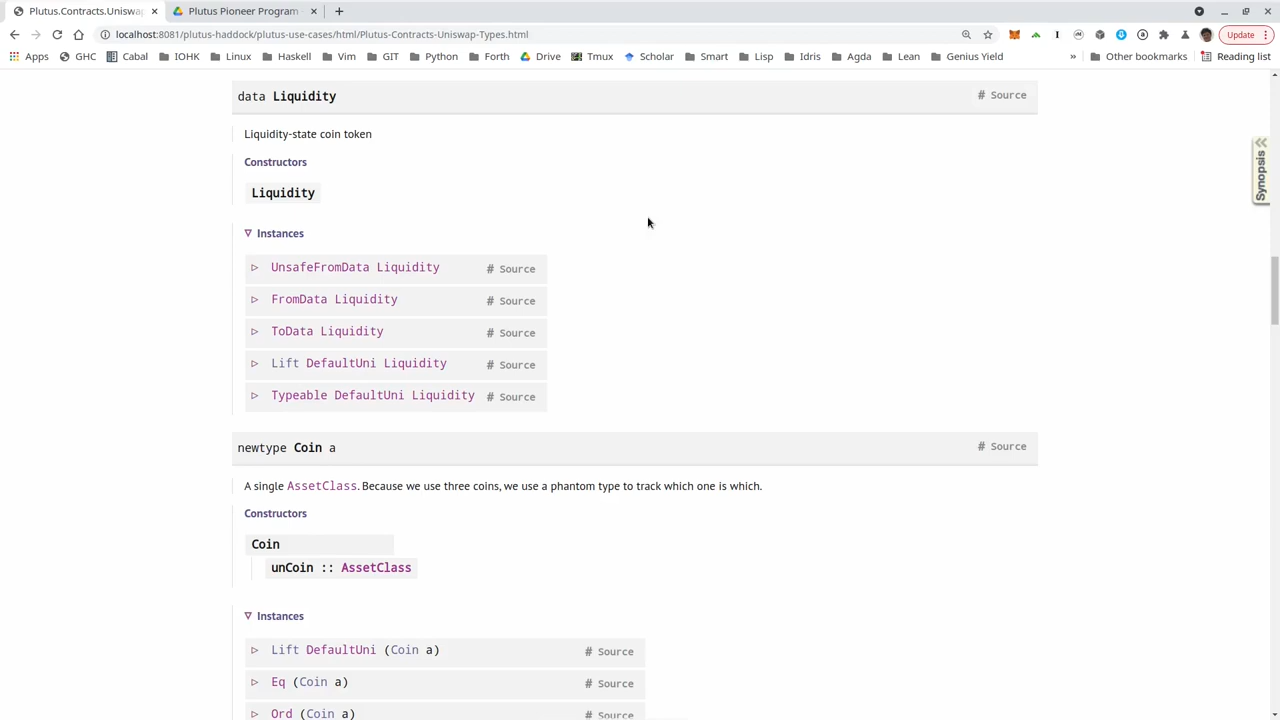 Plutus.Contracts.Uniswa
Plutus Pioneer Program
localhost:8081/plutus-haddock/plutus-use-cases/html/Plutus-Contracts-Uniswap-Types.html
Update
Apps GHC Cabal IOHK Linux Haskell Vim GIT Python Forth Drive Tmux Scholar Smart Lisp Idris Agda Lean Genius Yield » Other bookmarks Reading list
data Liquidity # Source
Liquidity-state coin token
Constructors
Liquidity
Instances
UnsafeFromData Liquidity # Source
FromData Liquidity # Source
ToData Liquidity # Source
Lift DefaultUni Liquidity # Source
Typeable DefaultUni Liquidity # Source
newtype Coin a # Source
A single AssetClass. Because we use three coins, we use a phantom type to track which one is which.
Constructors
Coin
unCoin :: AssetClass
Instances
Lift DefaultUni (Coin a) # Source
Eq (Coin a) # Source
Ord (Coin a) # Source
Synopsis